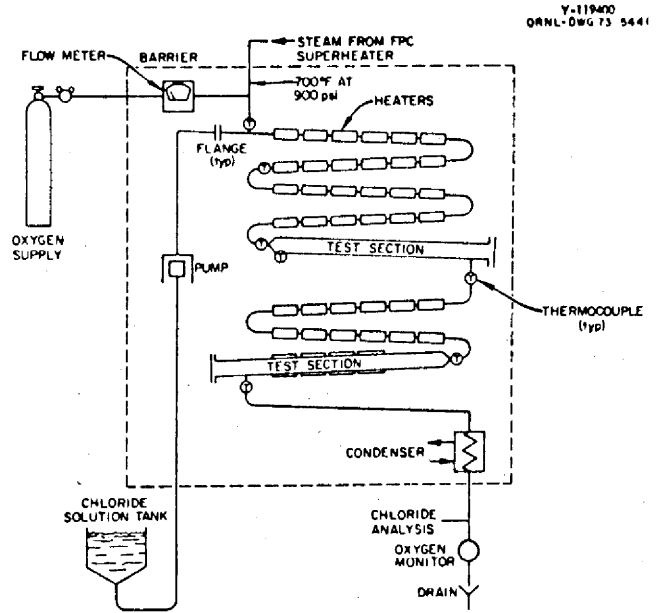 Y-119400
ORNL-DWG 73 5441
STEAM FROM FPC
SUPERHEATER
FLOW METER
BARRIER
700°F AT
900 psi
HEATERS
FLANGE
(typ)
OXYGEN
SUPPLY
TEST SECTION
PUMP
THERMOCOUPLE
(typ)
TEST SECTION
CONDENSER
CHLORIDE
SOLUTION TANK
CHLORIDE
ANALYSIS
OXYGEN
MONITOR
DRAIN
T
T
T
T
T
T
T